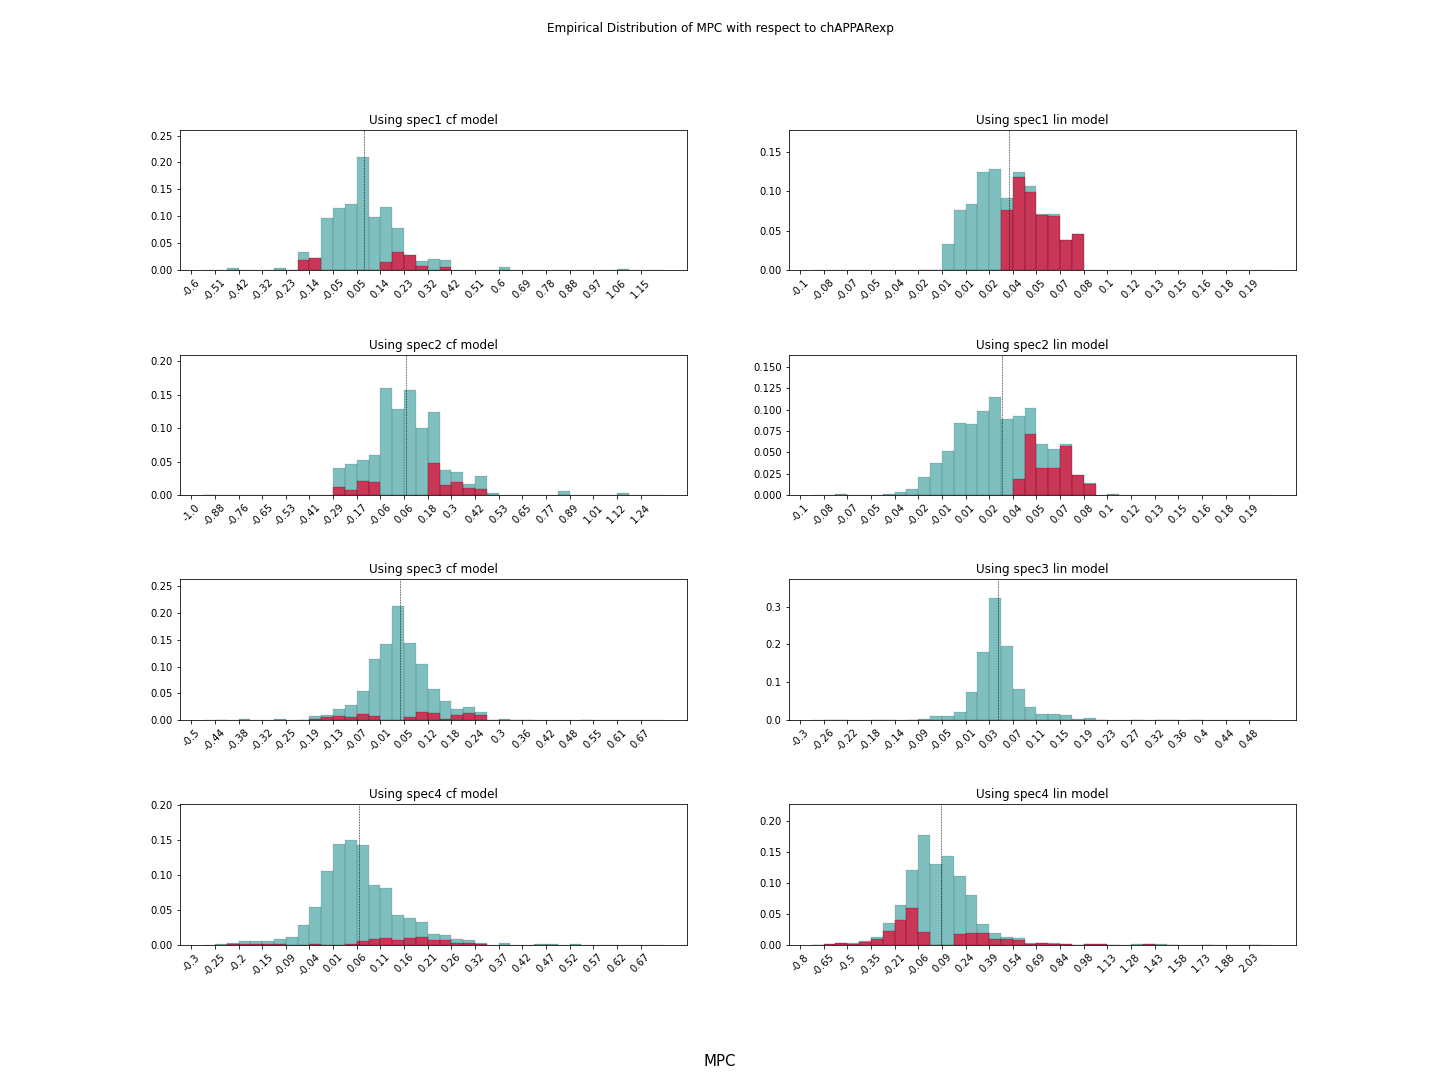 Empirical Distribution of MPC with respect to chAPPARexp
Using spec1 cf model
0.25
0.20
0.15
0.10
0.05
0.00
-0.6 -0.51 -0.42 -0.32 -0.23 -0.14 -0.05 0.05 0.14 0.23 0.32 0.42 0.51 0.6 0.69 0.78 0.88 0.97 1.06 1.15
Using spec1 lin model
0.15
0.10
0.05
0.00
-0.1 -0.08 -0.07 -0.05 -0.04 -0.02 -0.01 0.01 0.02 0.04 0.05 0.07 0.08 0.1 0.12 0.13 0.15 0.16 0.18 0.19
Using spec2 cf model
0.20
0.15
0.10
0.05
0.00
-1.0 -0.88 -0.76 -0.65 -0.53 -0.41 -0.29 -0.17 -0.06 0.06 0.18 0.3 0.42 0.53 0.65 0.77 0.89 1.01 1.12 1.24
Using spec2 lin model
0.150
0.125
0.100
0.075
0.050
0.025
0.000
-0.1 -0.08 -0.07 -0.05 -0.04 -0.02 -0.01 0.01 0.02 0.04 0.05 0.07 0.08 0.1 0.12 0.13 0.15 0.16 0.18 0.19
Using spec3 cf model
0.25
0.20
0.15
0.10
0.05
0.00
-0.5 -0.44 -0.38 -0.32 -0.25 -0.19 -0.13 -0.07 -0.01 0.05 0.12 0.18 0.24 0.3 0.36 0.42 0.48 0.55 0.61 0.67
Using spec3 lin model
0.3
0.2
0.1
0.0
-0.3 -0.26 -0.22 -0.18 -0.14 -0.09 -0.05 -0.01 0.03 0.07 0.11 0.15 0.19 0.23 0.27 0.32 0.36 0.4 0.44 0.48
Using spec4 cf model
0.20
0.15
0.10
0.05
0.00
-0.3 -0.25 -0.2 -0.15 -0.09 -0.04 0.01 0.06 0.11 0.16 0.21 0.26 0.32 0.37 0.42 0.47 0.52 0.57 0.62 0.67
Using spec4 lin model
0.20
0.15
0.10
0.05
0.00
-0.8 -0.65 -0.5 -0.35 -0.21 -0.06 0.09 0.24 0.39 0.54 0.69 0.84 0.98 1.13 1.28 1.43 1.58 1.73 1.88 2.03
MPC